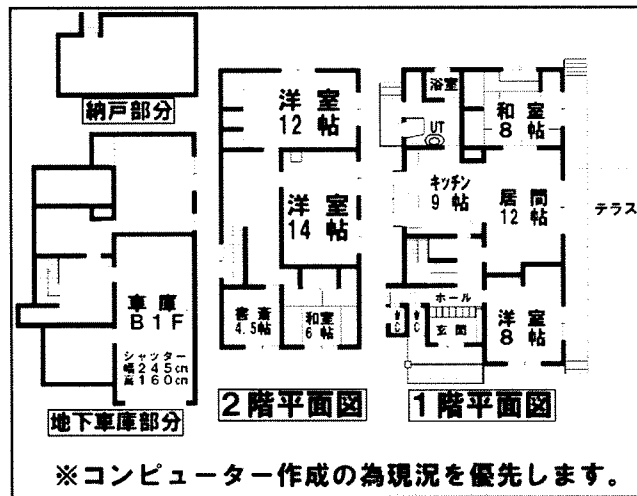 納戸部分
車庫
B1F
シャッター
幅245cm
高160cm
地下車庫部分
洋室
12帖
洋室
14帖
書斎
4.5帖
和室
6帖
2階平面図
浴室
UT
和室
8帖
キッチン
9帖
居間
12帖
テラス
ホール
玄関
洋室
8帖
1階平面図
※コンピューター作成の為現況を優先します。